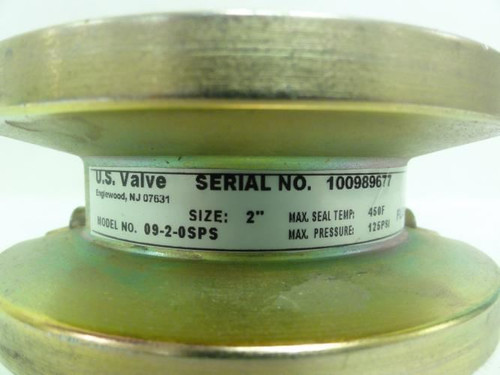 U.S. Valve SERIAL NO. 100989677
Englewood, NJ 07631
SIZE: 2" MAX. SEAL TEMP: 450F
MODEL NO. 09-2-0SPS MAX. PRESSURE: 125PSI